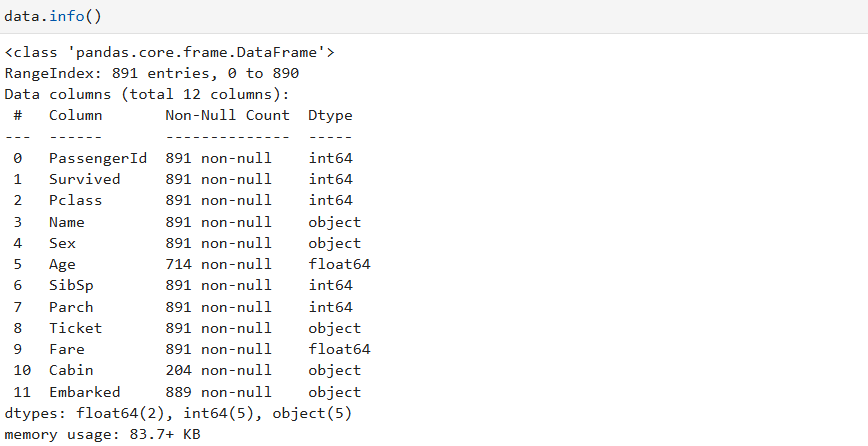 data.info()
<class 'pandas.core.frame.DataFrame'>
RangeIndex: 891 entries, 0 to 890
Data columns (total 12 columns):
 #   Column       Non-Null Count  Dtype
---  ------       --------------  -----
 0   PassengerId  891 non-null    int64
 1   Survived     891 non-null    int64
 2   Pclass       891 non-null    int64
 3   Name         891 non-null    object
 4   Sex          891 non-null    object
 5   Age          714 non-null    float64
 6   SibSp        891 non-null    int64
 7   Parch        891 non-null    int64
 8   Ticket       891 non-null    object
 9   Fare         891 non-null    float64
 10  Cabin        204 non-null    object
 11  Embarked     889 non-null    object
dtypes: float64(2), int64(5), object(5)
memory usage: 83.7+ KB